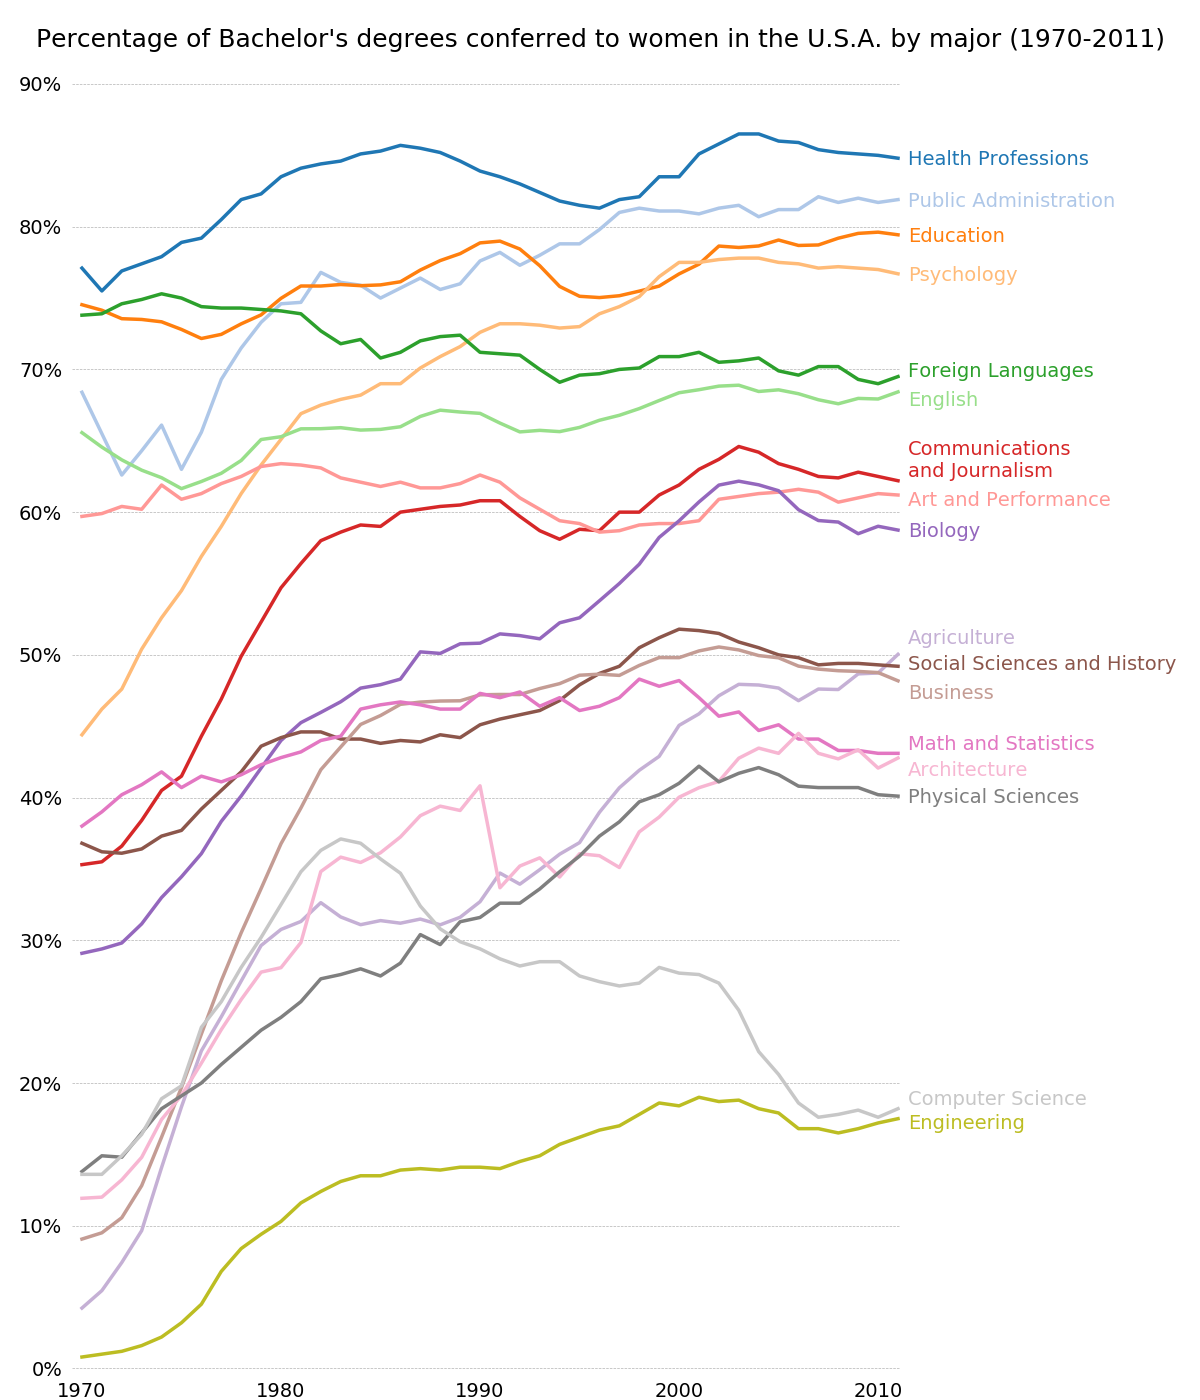 Percentage of Bachelor's degrees conferred to women in the U.S.A. by major (1970-2011)
90%
Health Professions
Public Administration
80%
Education
Psychology
70%
Foreign Languages
English
Communications
and Journalism
Art and Performance
60%
Biology
Agriculture
50%
Social Sciences and History
Business
Math and Statistics
Architecture
40%
Physical Sciences
30%
20%
Computer Science
Engineering
10%
0%
1970 1980 1990 2000 2010